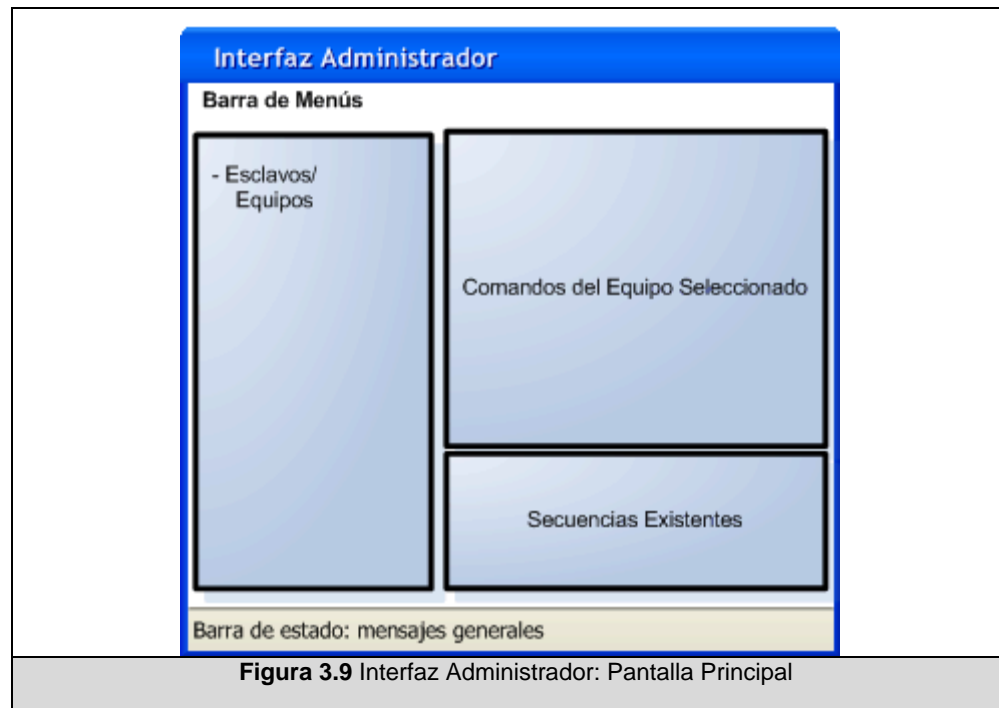 Interfaz Administrador
Barra de Menús
- Esclavos/
Equipos
Comandos del Equipo Seleccionado
Secuencias Existentes
Barra de estado: mensajes generales
Figura 3.9 Interfaz Administrador: Pantalla Principal